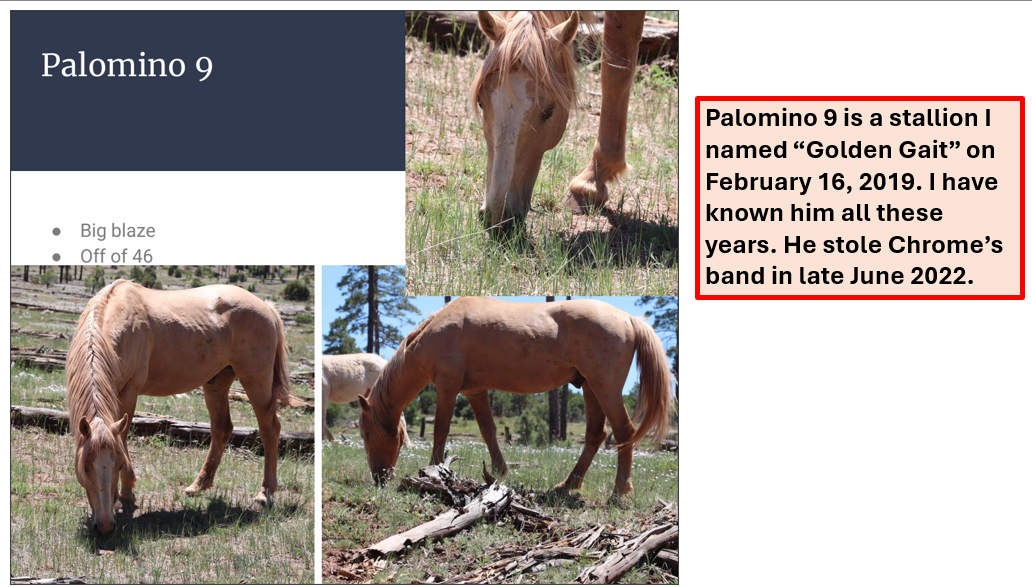 Palomino 9
● Big blaze
● Off of 46
Palomino 9 is a stallion I
named “Golden Gait” on
February 16, 2019. I have
known him all these
years. He stole Chrome’s
band in late June 2022.